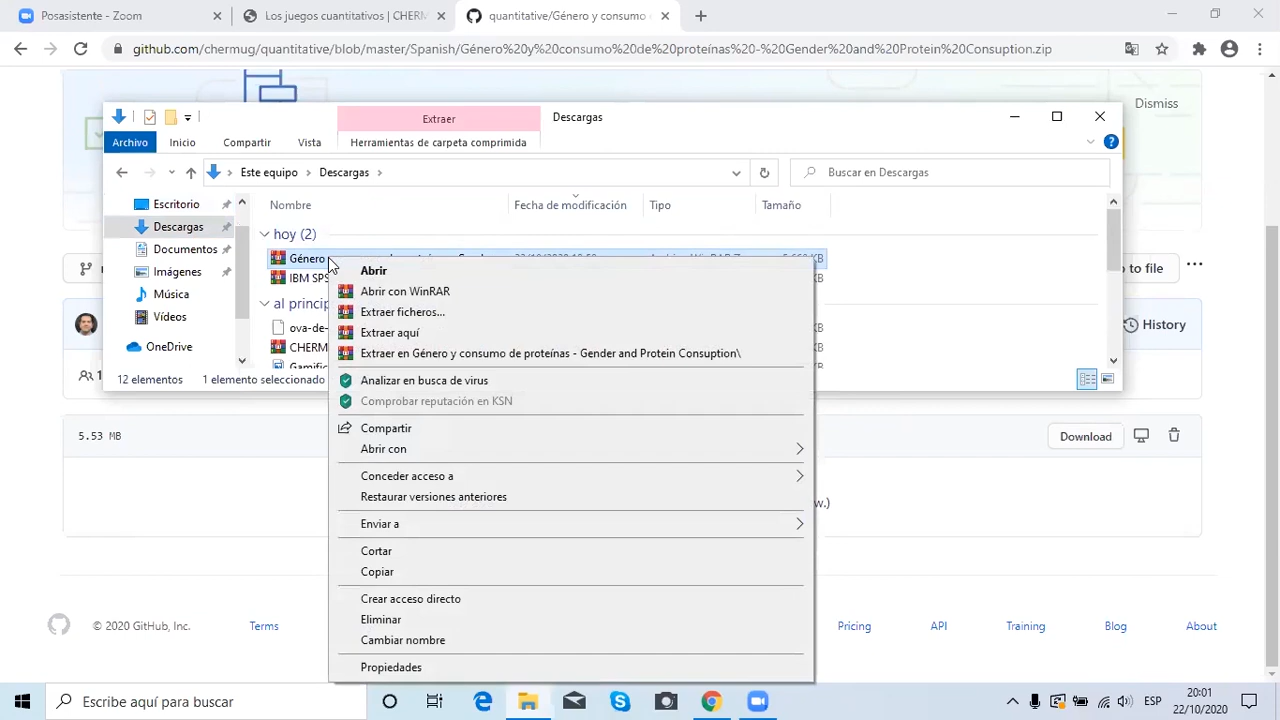 Posasistente - Zoom
Los juegos cuantitativos | CHERM
quantitative/Género y consumo
github.com/chermug/quantitative/blob/master/Spanish/Género%20y%20consumo%20de%20proteínas%20-%20Gender%20and%20Protein%20Consuption.zip
Dismiss
Extraer
Descargas
Archivo
Inicio
Compartir
Vista
Herramientas de carpeta comprimida
Este equipo
Descargas
Buscar en Descargas
Nombre
Fecha de modificación
Tipo
Tamaño
Escritorio
Descargas
Documentos
Imágenes
Música
Vídeos
OneDrive
hoy (2)
Género
KB
IBM SPS
KB
al princip
ova-de-
KB
CHERM
KB
Gamific
12 elementos
1 elemento seleccionado
o to file
History
1
Abrir
Abrir con WinRAR
Extraer ficheros...
Extraer aquí
Extraer en Género y consumo de proteínas - Gender and Protein Consuption\
Analizar en busca de virus
Comprobar reputación en KSN
Compartir
Abrir con
Conceder acceso a
Restaurar versiones anteriores
Enviar a
Cortar
Copiar
Crear acceso directo
Eliminar
Cambiar nombre
Propiedades
5.53 MB
Download
w.)
© 2020 GitHub, Inc.
Terms
Pricing
API
Training
Blog
About
Escribe aquí para buscar
ESP
20:01
22/10/2020